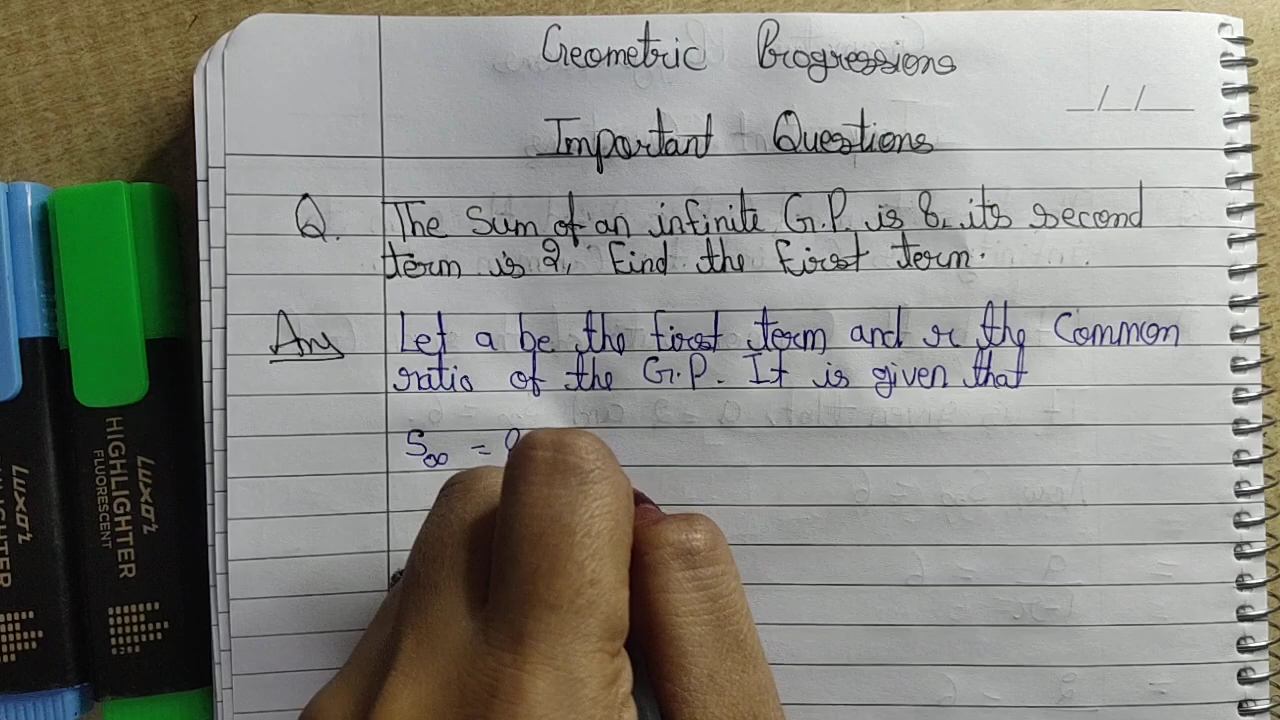 Geometric Progressions
Important Questions
Q. The Sum of an infinite G.P. is 8, its second
term is 2, Find the first term.
Ans Let a be the first term and r the Common
ratio of the G.P. It is given that
S∞ =
LUXOR
HIGHLIGHTER
FLUORESCENT
LUXOR
HIGHLIGHTER